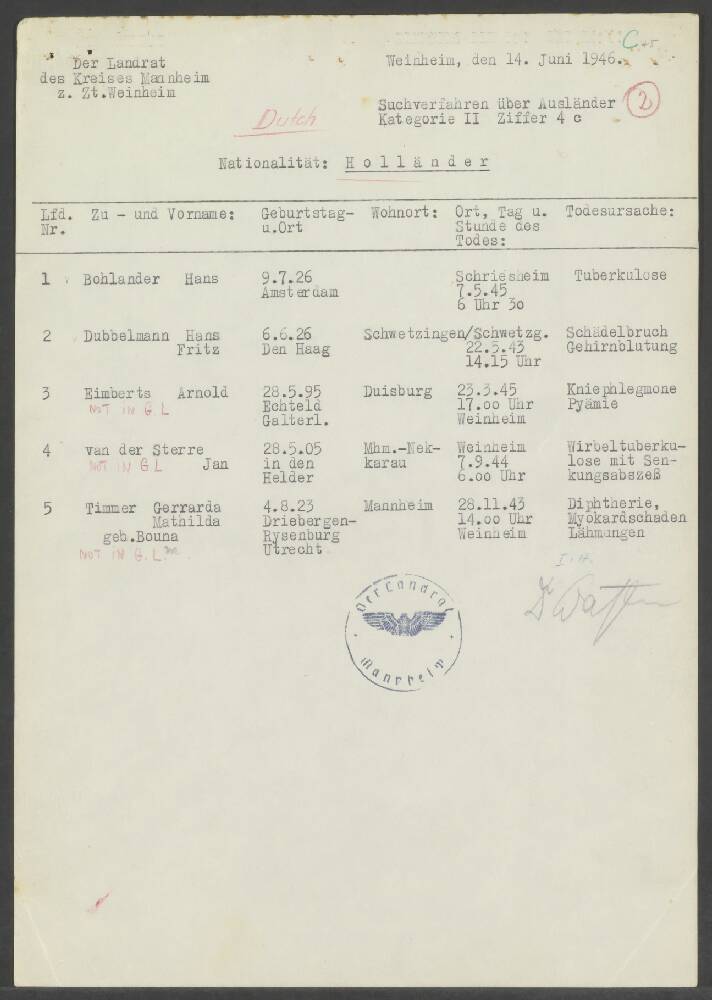 C 45
Der Landrat
des Kreises Mannheim
z. Zt.Weinheim
Weinheim, den 14. Juni 1946.
Dutch
Suchverfahren über Ausländer
Kategorie II Ziffer 4 c
2
Nationalität: H o l l ä n d e r
Lfd. Nr. Zu - und Vorname: Geburtstag- u.Ort Wohnort: Ort, Tag u. Stunde des Todes: Todesursache:
1 Bohlander Hans 9.7.26 Schriesheim Tuberkulose
Amsterdam 7.5.45
6 Uhr 30
2 Dubbelmann Hans 6.6.26 Schwetzingen/Schwetzg. Schädelbruch
Fritz Den Haag 22.5.43 Gehirnblutung
14.15 Uhr
3 Eimberts Arnold 28.5.95 Duisburg 23.3.45 Kniephlegmone
NOT IN G.L Echteld 17.oo Uhr Pyämie
Galterl. Weinheim
4 van der Sterre 28.5.05 Mhm.-Nek- Weinheim Wirbeltuberku-
NOT IN G L Jan in den karau 7.9.44 lose mit Sen-
Helder 6.oo Uhr kungsabszeß
5 Timmer Gerrarda 4.8.23 Mannheim 28.11.43 Diphtherie,
Mathilda Driebergen- 14.oo Uhr Myokardschaden
geb.Bouna Rysenburg Weinheim Lähmungen
NOT IN G.L. Utrecht
Der Landrat
Mannheim